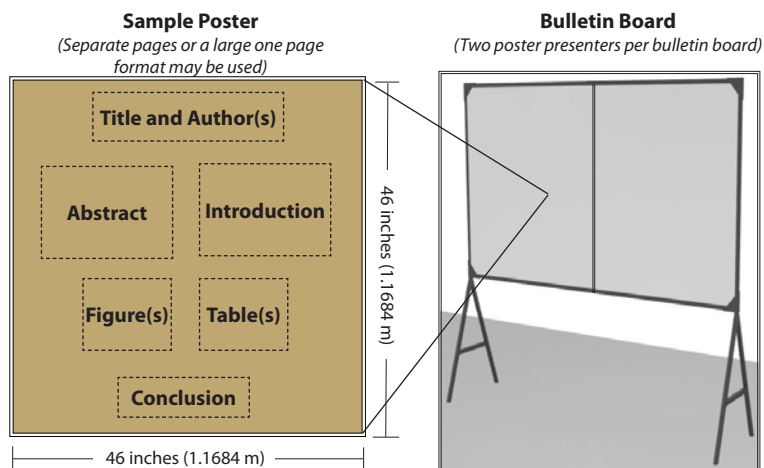 Sample Poster
(Separate pages or a large one page
format may be used)
Title and Author(s)
Abstract
Introduction
Figure(s)
Table(s)
Conclusion
46 inches (1.1684 m)
46 inches (1.1684 m)
Bulletin Board
(Two poster presenters per bulletin board)